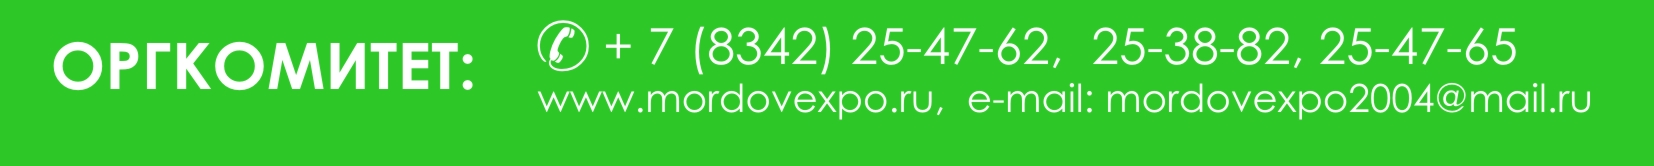 ОРГКОМИТЕТ:
✆ + 7 (8342) 25-47-62, 25-38-82, 25-47-65
www.mordovexpo.ru, e-mail: mordovexpo2004@mail.ru